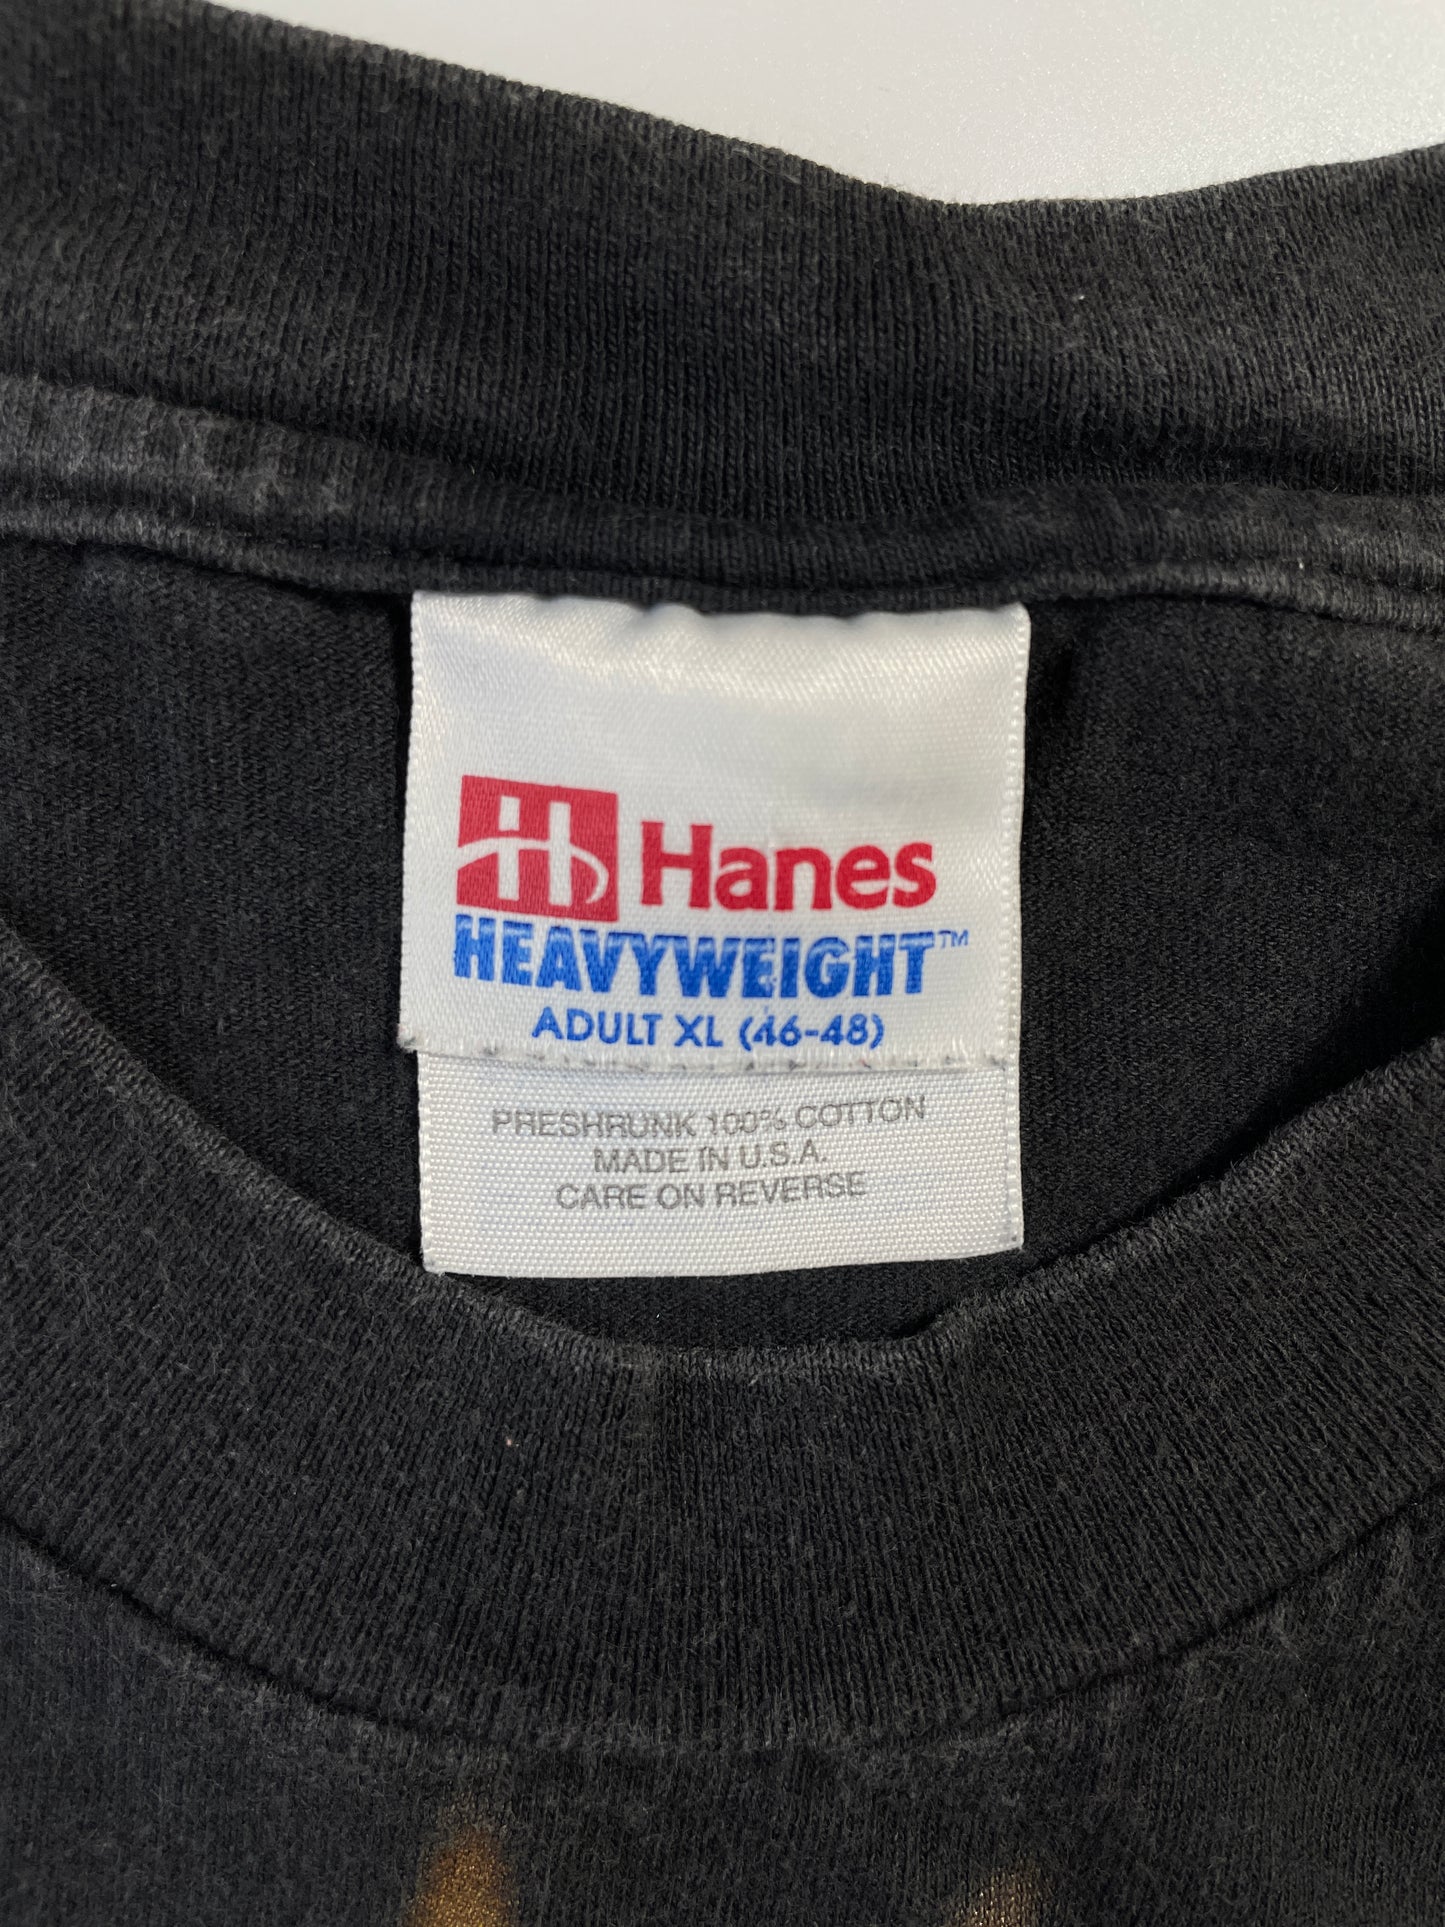 H Hanes
HEAVYWEIGHT™
ADULT XL (46-48)
PRESHRUNK 100% COTTON
MADE IN U.S.A.
CARE ON REVERSE